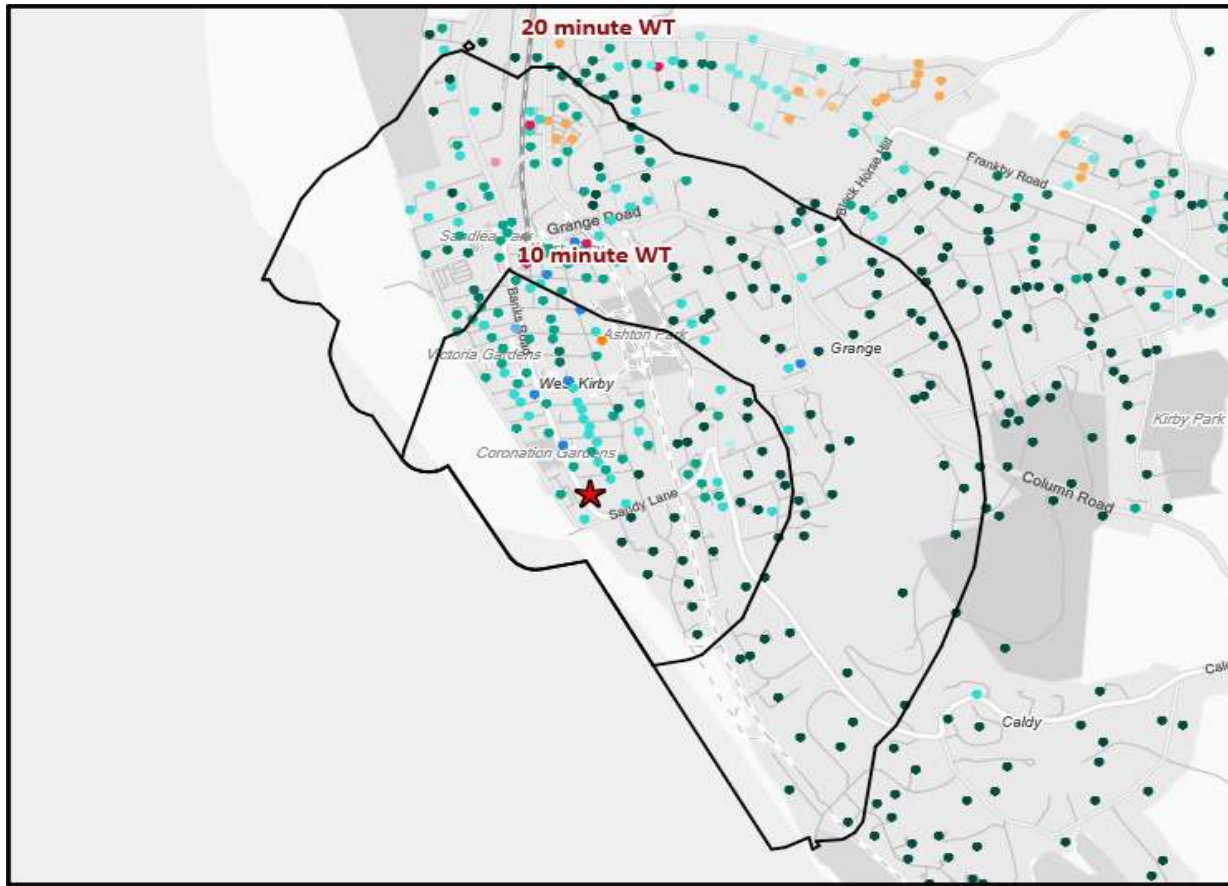 20 minute WT
Black Horse Hill
Frankby Road
Grange Road
Sandlea Park
10 minute WT
Banks Road
Ashton Park
Victoria Gardens
Grange
West Kirby
Kirby Park
Coronation Gardens
Sandy Lane
Column Road
Caldy